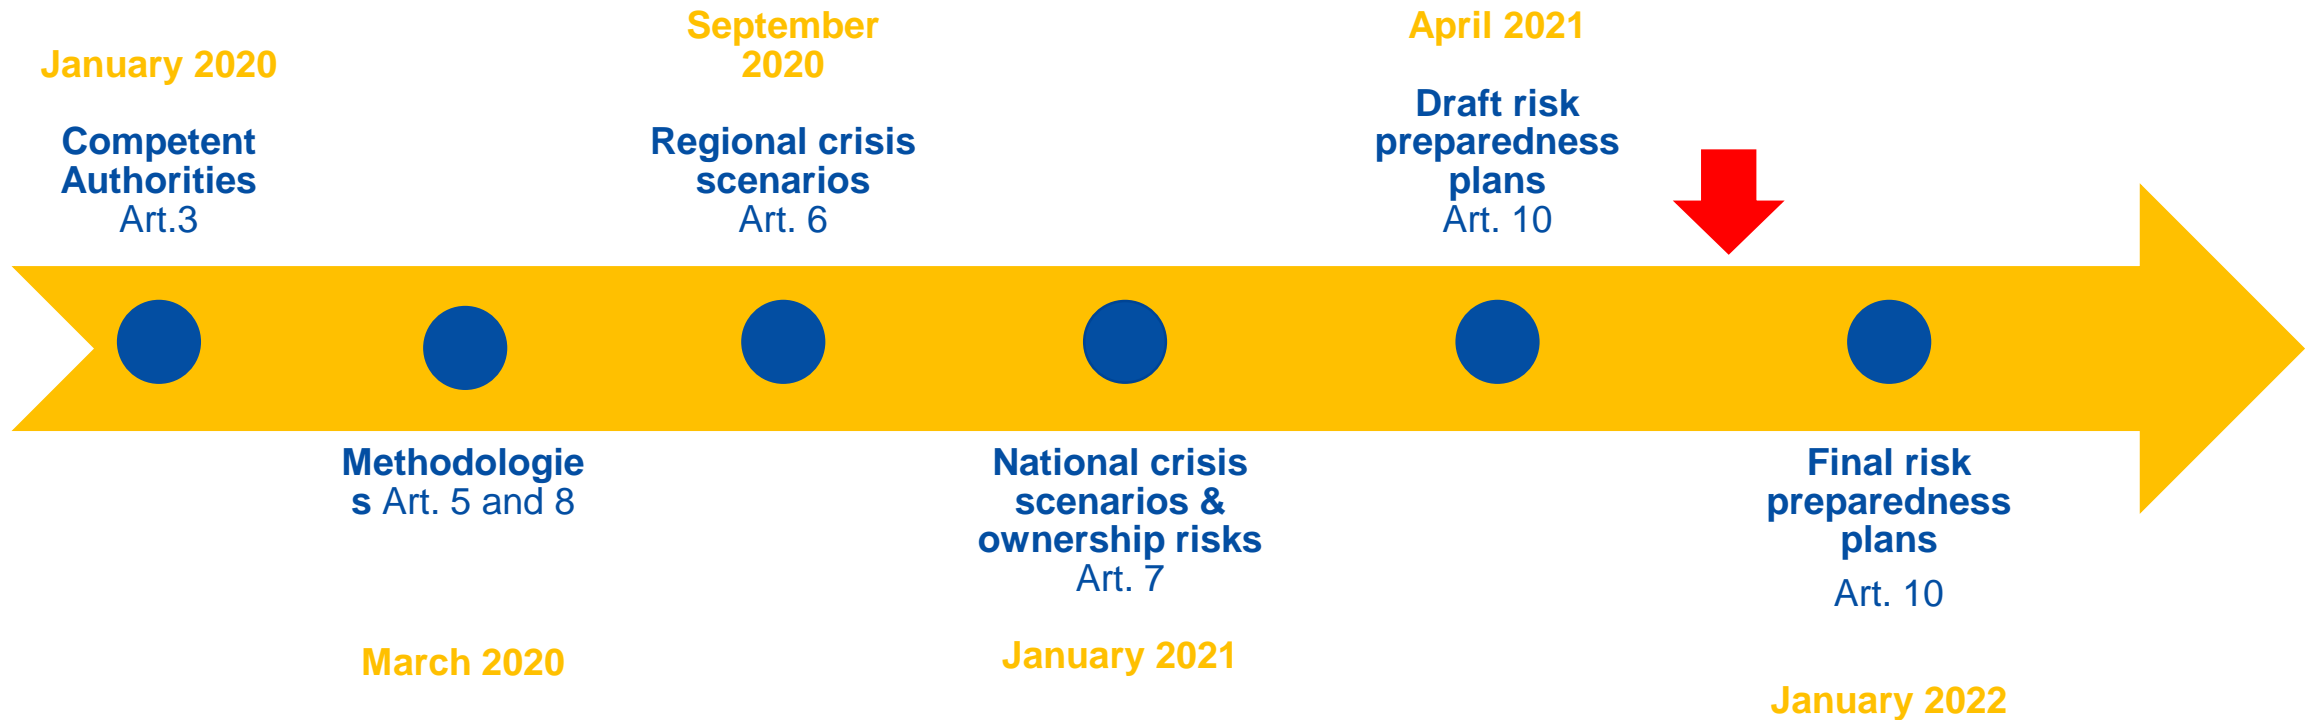 January 2020
Competent
Authorities
Art.3
Methodologie
s Art. 5 and 8
March 2020
September
2020
Regional crisis
scenarios
Art. 6
National crisis
scenarios &
ownership risks
Art. 7
January 2021
April 2021
Draft risk
preparedness
plans
Art. 10
Final risk
preparedness
plans
Art. 10
January 2022